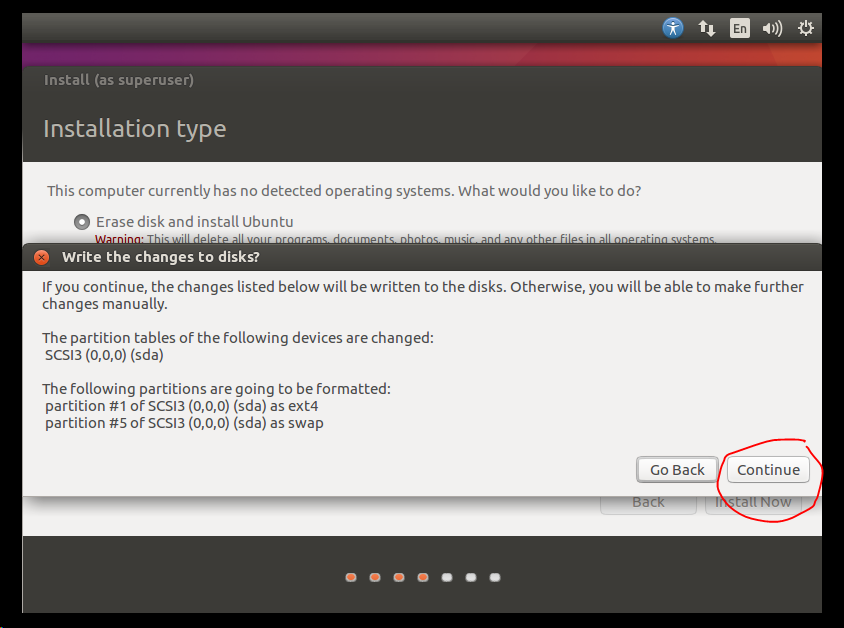 En
Install (as superuser)
Installation type
This computer currently has no detected operating systems. What would you like to do?
Erase disk and install Ubuntu
Warning: This will delete all your programs, documents, photos, music, and any other files in all operating systems.
Write the changes to disks?
If you continue, the changes listed below will be written to the disks. Otherwise, you will be able to make further
changes manually.
The partition tables of the following devices are changed:
SCSI3 (0,0,0) (sda)
The following partitions are going to be formatted:
partition #1 of SCSI3 (0,0,0) (sda) as ext4
partition #5 of SCSI3 (0,0,0) (sda) as swap
Go Back
Continue
Back
Install Now